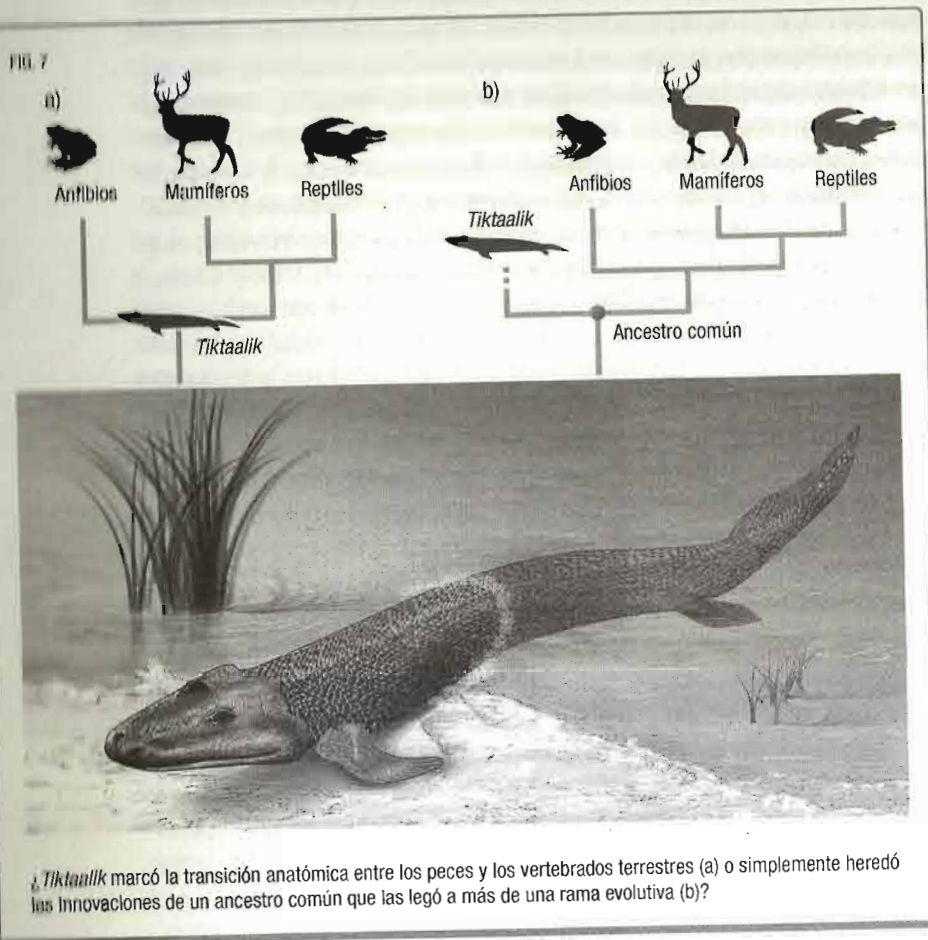 FIG. 7
a)
Anfibios
Mamíferos
Reptiles
Tiktaalik
b)
Anfibios
Mamíferos
Reptiles
Tiktaalik
Ancestro común
¿Tiktaalik marcó la transición anatómica entre los peces y los vertebrados terrestres (a) o simplemente heredó
las innovaciones de un ancestro común que las legó a más de una rama evolutiva (b)?